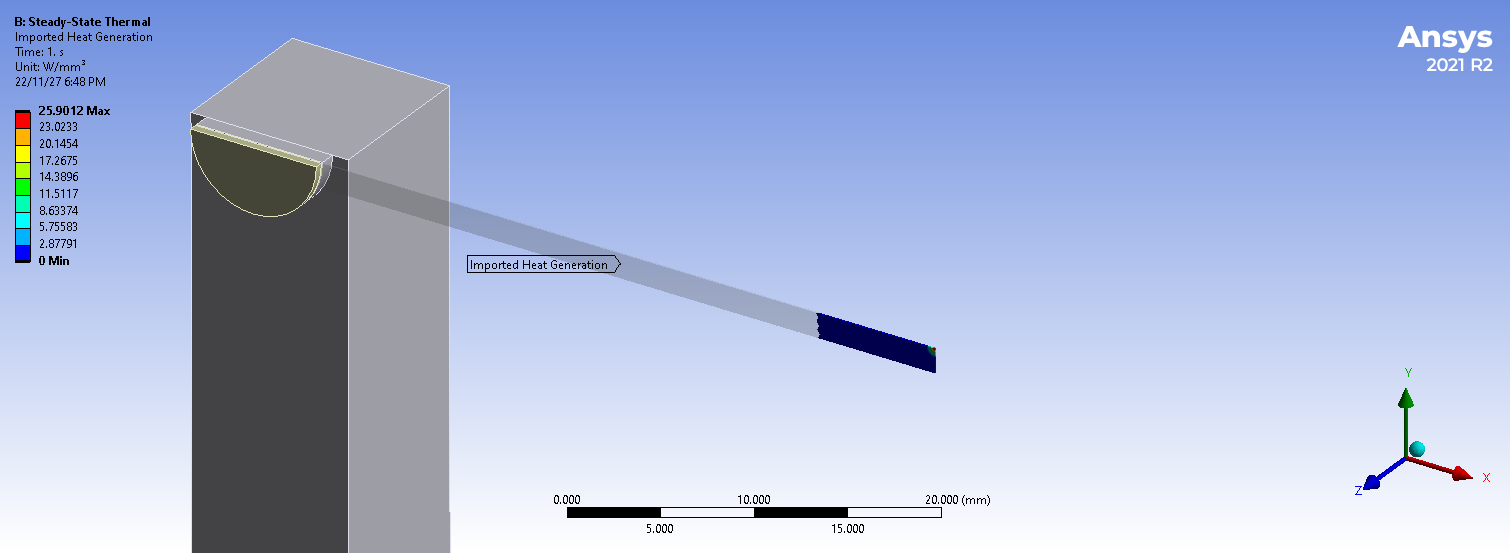 B: Steady-State Thermal
Imported Heat Generation
Time: 1. s
Unit: W/mm³
22/11/27 6:48 PM
25.9012 Max
23.0233
20.1454
17.2675
14.3896
11.5117
8.63374
5.75583
2.87791
0 Min
Ansys
2021 R2
Imported Heat Generation
0.000 10.000 20.000 (mm)
5.000 15.000
Y
X
Z